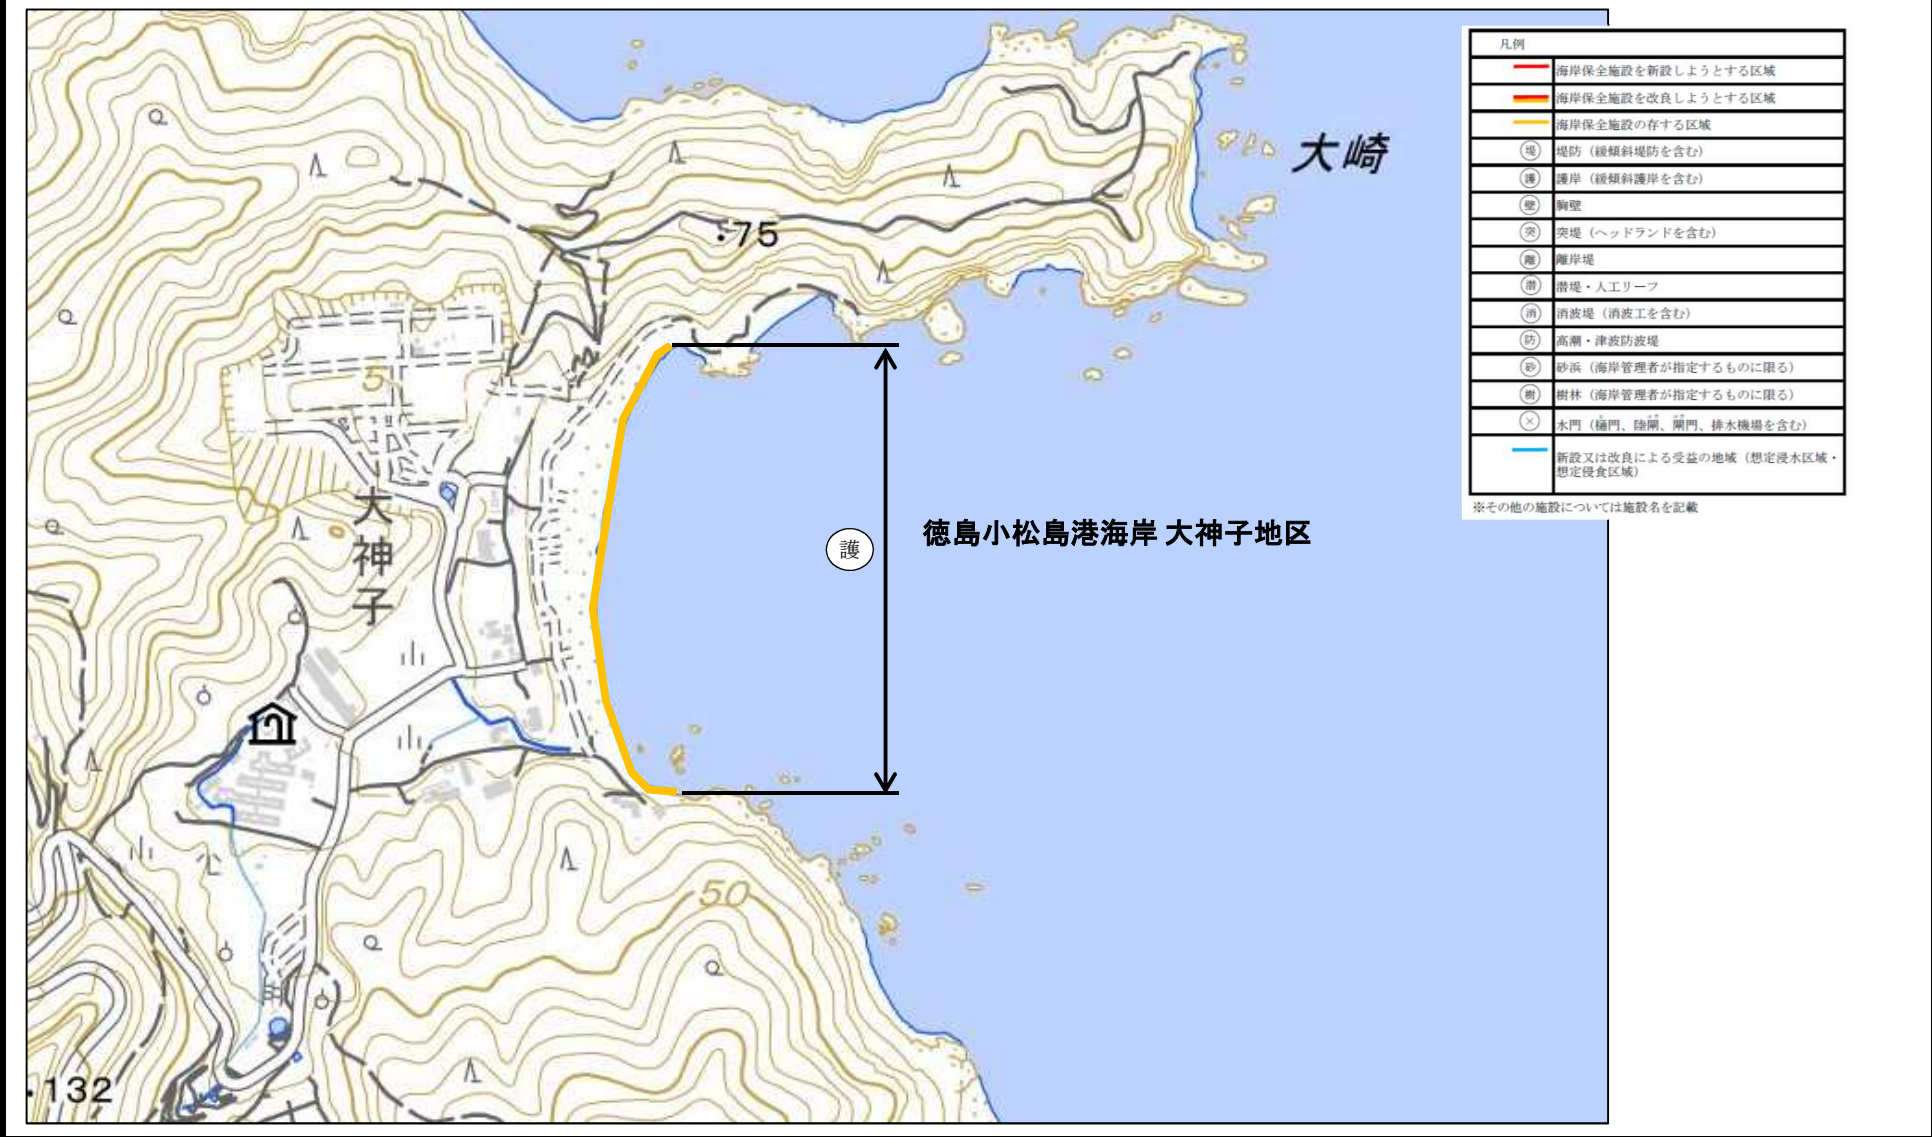 大崎
・75
5
大神子
護
徳島小松島港海岸 大神子地区
50
・132
凡例
海岸保全施設を新設しようとする区域
海岸保全施設を改良しようとする区域
海岸保全施設の存する区域
堤 堤防（緩傾斜堤防を含む）
護 護岸（緩傾斜護岸を含む）
壁 胸壁
突 突堤（ヘッドランドを含む）
離 離岸堤
潜 潜堤・人工リーフ
消 消波堤（消波工を含む）
防 高潮・津波防波堤
砂 砂浜（海岸管理者が指定するものに限る）
樹 樹林（海岸管理者が指定するものに限る）
× 水門（樋門、陸閘、閘門、排水機場を含む）
新設又は改良による受益の地域（想定浸水区域・
想定侵食区域）
※その他の施設については施設名を記載